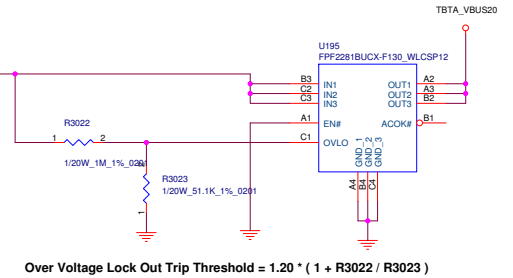 TBTA_VBUS20
U195
FPF2281BUCX-F130_WLCSP12
B3 IN1 OUT1 A2
C2 IN2 OUT2 A3
C3 IN3 OUT3 B2
A1 EN# ACOK# B1
C1 OVLO
GND_1
GND_2
GND_3
A4
B4
C4
R3022
1 2
1/20W_1M_1%_0201
2
R3023
1/20W_51.1K_1%_0201
1
Over Voltage Lock Out Trip Threshold = 1.20 * ( 1 + R3022 / R3023 )